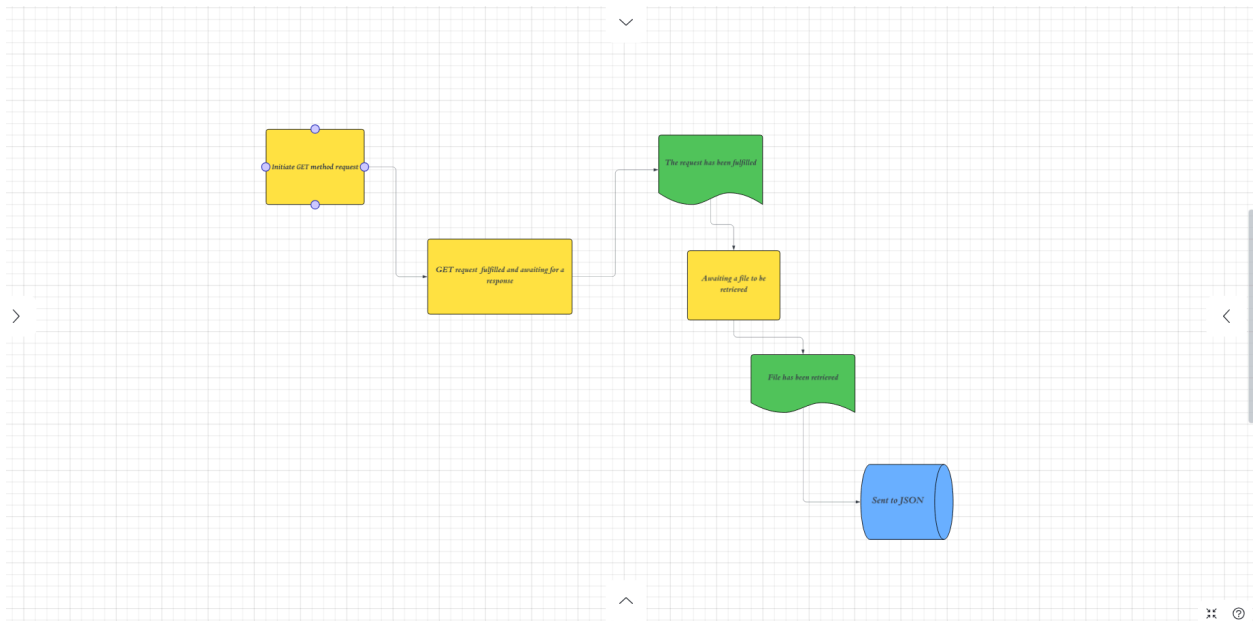 Initiate GET method request
The request has been fulfilled
GET request fulfilled and awaiting for a
response
Awaiting a file to be
retrieved
File has been retrieved
Sent to JSON